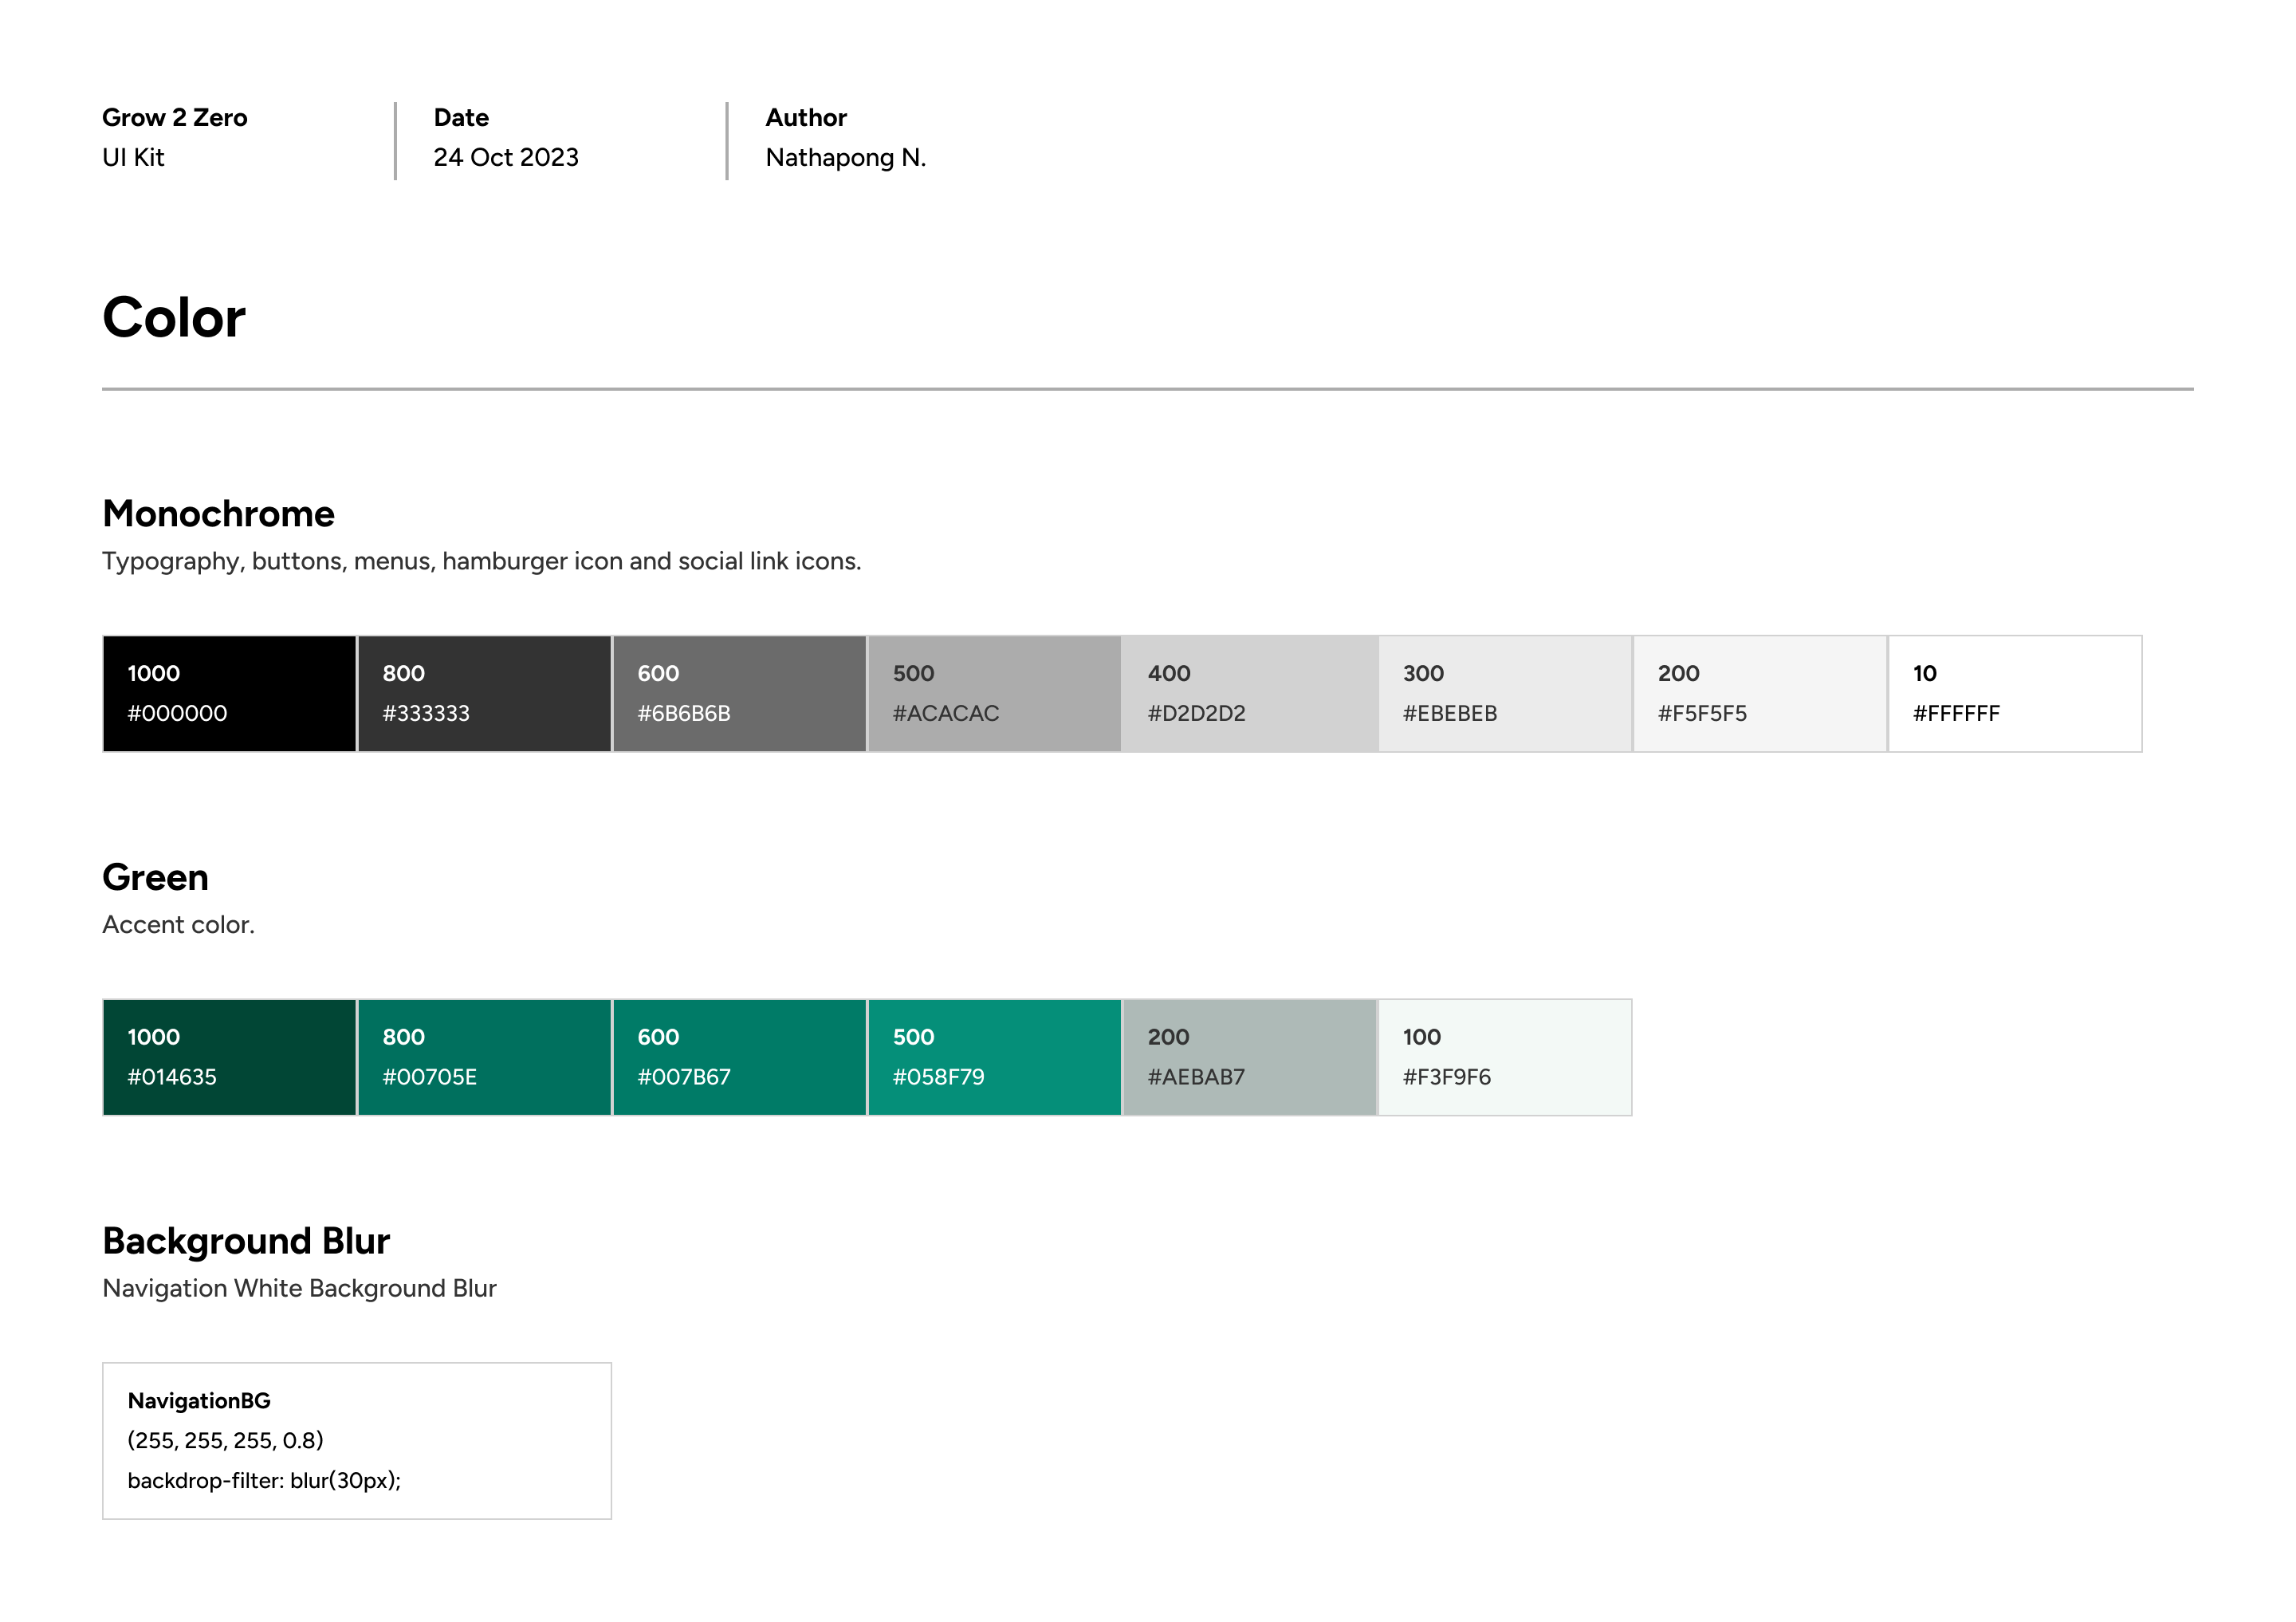 Grow 2 Zero
UI Kit
Date
24 Oct 2023
Author
Nathapong N.
Color
Monochrome
Typography, buttons, menus, hamburger icon and social link icons.
1000
#000000
800
#333333
600
#6B6B6B
500
#ACACAC
400
#D2D2D2
300
#EBEBEB
200
#F5F5F5
10
#FFFFFF
Green
Accent color.
1000
#014635
800
#00705E
600
#007B67
500
#058F79
200
#AEBAB7
100
#F3F9F6
Background Blur
Navigation White Background Blur
NavigationBG
(255, 255, 255, 0.8)
backdrop-filter: blur(30px);